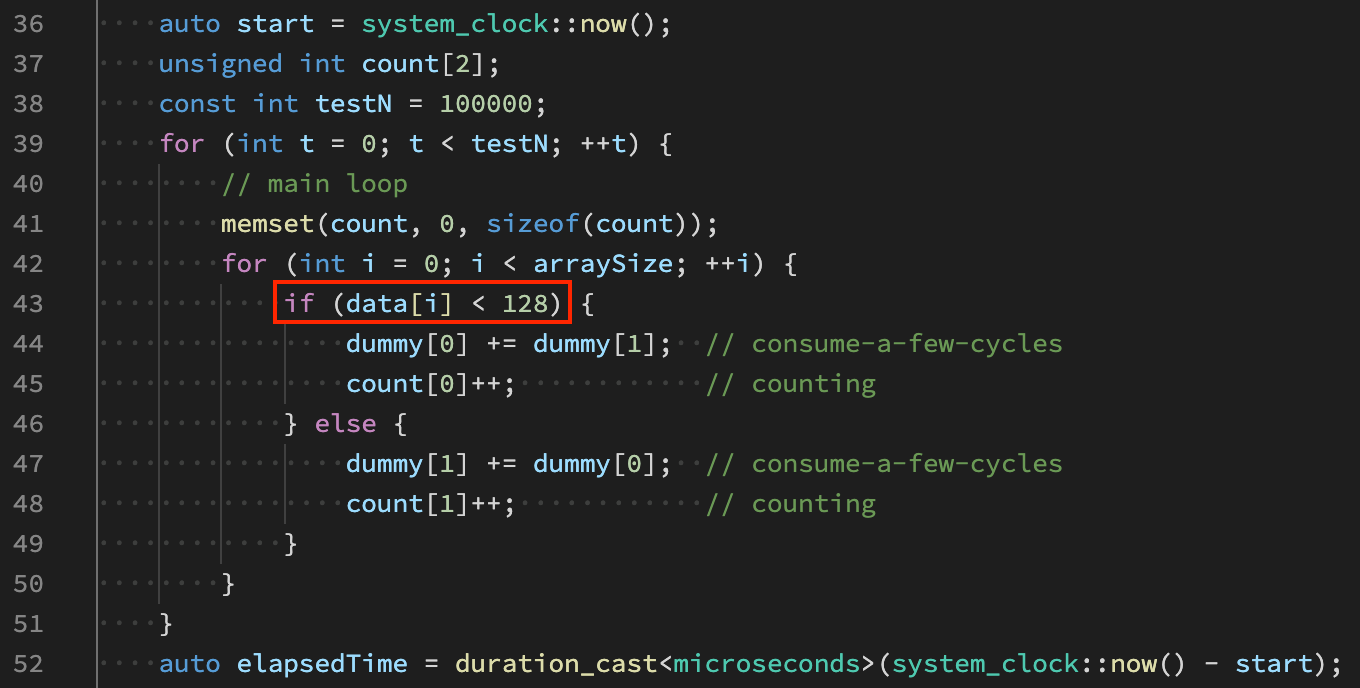 36 auto start = system_clock::now();
37 unsigned int count[2];
38 const int testN = 100000;
39 for (int t = 0; t < testN; ++t) {
40 // main loop
41 memset(count, 0, sizeof(count));
42 for (int i = 0; i < arraySize; ++i) {
43 if (data[i] < 128) {
44 dummy[0] += dummy[1]; // consume-a-few-cycles
45 count[0]++; // counting
46 } else {
47 dummy[1] += dummy[0]; // consume-a-few-cycles
48 count[1]++; // counting
49 }
50 }
51 }
52 auto elapsedTime = duration_cast<microseconds>(system_clock::now() - start);